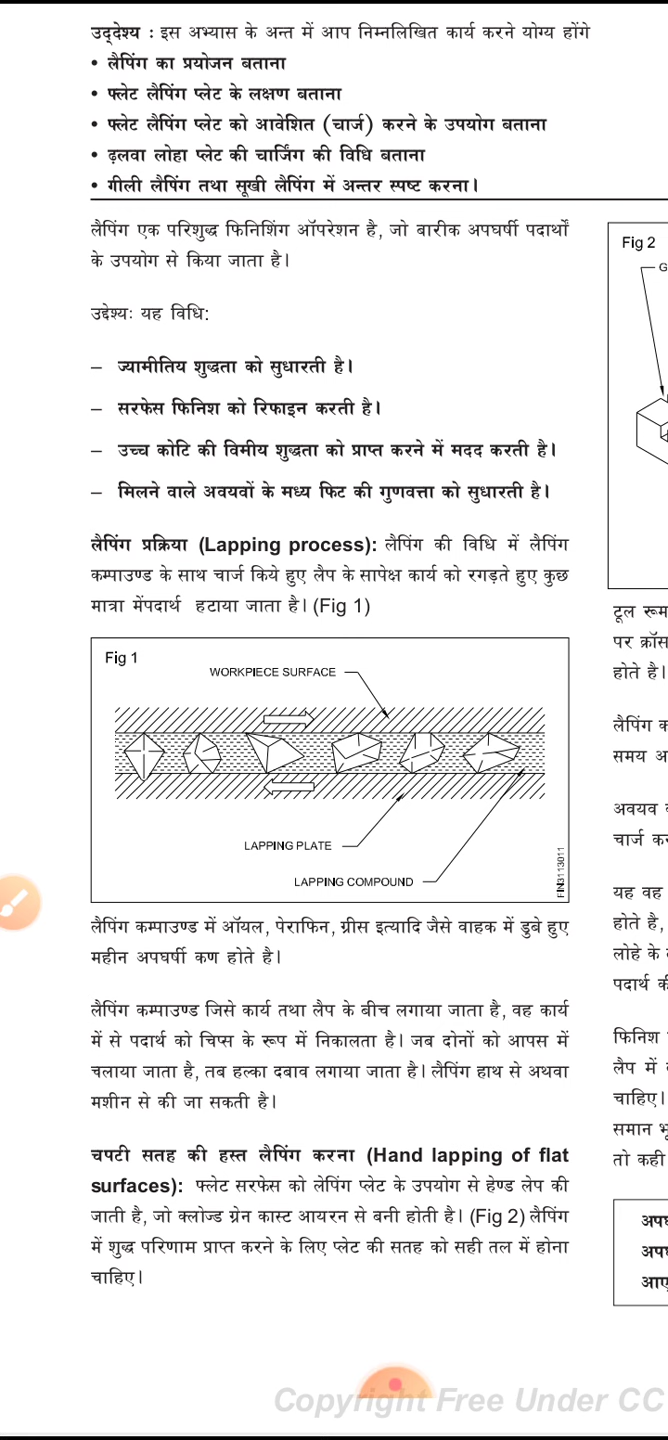 उद्देश्य : इस अभ्यास के अन्त में आप निम्नलिखित कार्य करने योग्य होंगे
• लैपिंग का प्रयोजन बताना
• फ्लेट लैपिंग प्लेट के लक्षण बताना
• फ्लेट लैपिंग प्लेट को आवेशित (चार्ज) करने के उपयोग बताना
• ढ़लवा लोहा प्लेट की चार्जिंग की विधि बताना
• गीली लैपिंग तथा सूखी लैपिंग में अन्तर स्पष्ट करना।
लैपिंग एक परिशुद्ध फिनिशिंग ऑपरेशन है, जो बारीक अपघर्षी पदार्थों
के उपयोग से किया जाता है।
उद्देश्यः यह विधि:
– ज्यामीतिय शुद्धता को सुधारती है।
– सरफेस फिनिश को रिफाइन करती है।
– उच्च कोटि की विमीय शुद्धता को प्राप्त करने में मदद करती है।
– मिलने वाले अवयवों के मध्य फिट की गुणवत्ता को सुधारती है।
लैपिंग प्रक्रिया (Lapping process): लैपिंग की विधि में लैपिंग
कम्पाउण्ड के साथ चार्ज किये हुए लैप के सापेक्ष कार्य को रगड़ते हुए कुछ
मात्रा मेंपदार्थ हटाया जाता है। (Fig 1)
Fig 1
WORKPIECE SURFACE
LAPPING PLATE
LAPPING COMPOUND
FIN3113011
लैपिंग कम्पाउण्ड में ऑयल, पेराफिन, ग्रीस इत्यादि जैसे वाहक में डुबे हुए
महीन अपघर्षी कण होते है।
लैपिंग कम्पाउण्ड जिसे कार्य तथा लैप के बीच लगाया जाता है, वह कार्य
में से पदार्थ को चिप्स के रूप में निकालता है। जब दोनों को आपस में
चलाया जाता है, तब हल्का दबाव लगाया जाता है। लैपिंग हाथ से अथवा
मशीन से की जा सकती है।
चपटी सतह की हस्त लैपिंग करना (Hand lapping of flat
surfaces): फ्लेट सरफेस को लेपिंग प्लेट के उपयोग से हेण्ड लेप की
जाती है, जो क्लोज्ड ग्रेन कास्ट आयरन से बनी होती है। (Fig 2) लैपिंग
में शुद्ध परिणाम प्राप्त करने के लिए प्लेट की सतह को सही तल में होना
चाहिए।
Fig 2
G
टूल रूम
पर क्रॉस
होते है।
लैपिंग क
समय अ
अवयव
चार्ज कर
यह वह
होते है,
लोहे के
पदार्थ की
फिनिश
लैप में
चाहिए।
समान भू
तो कही
अपघ
अपघ
आए
Copyright Free Under CC